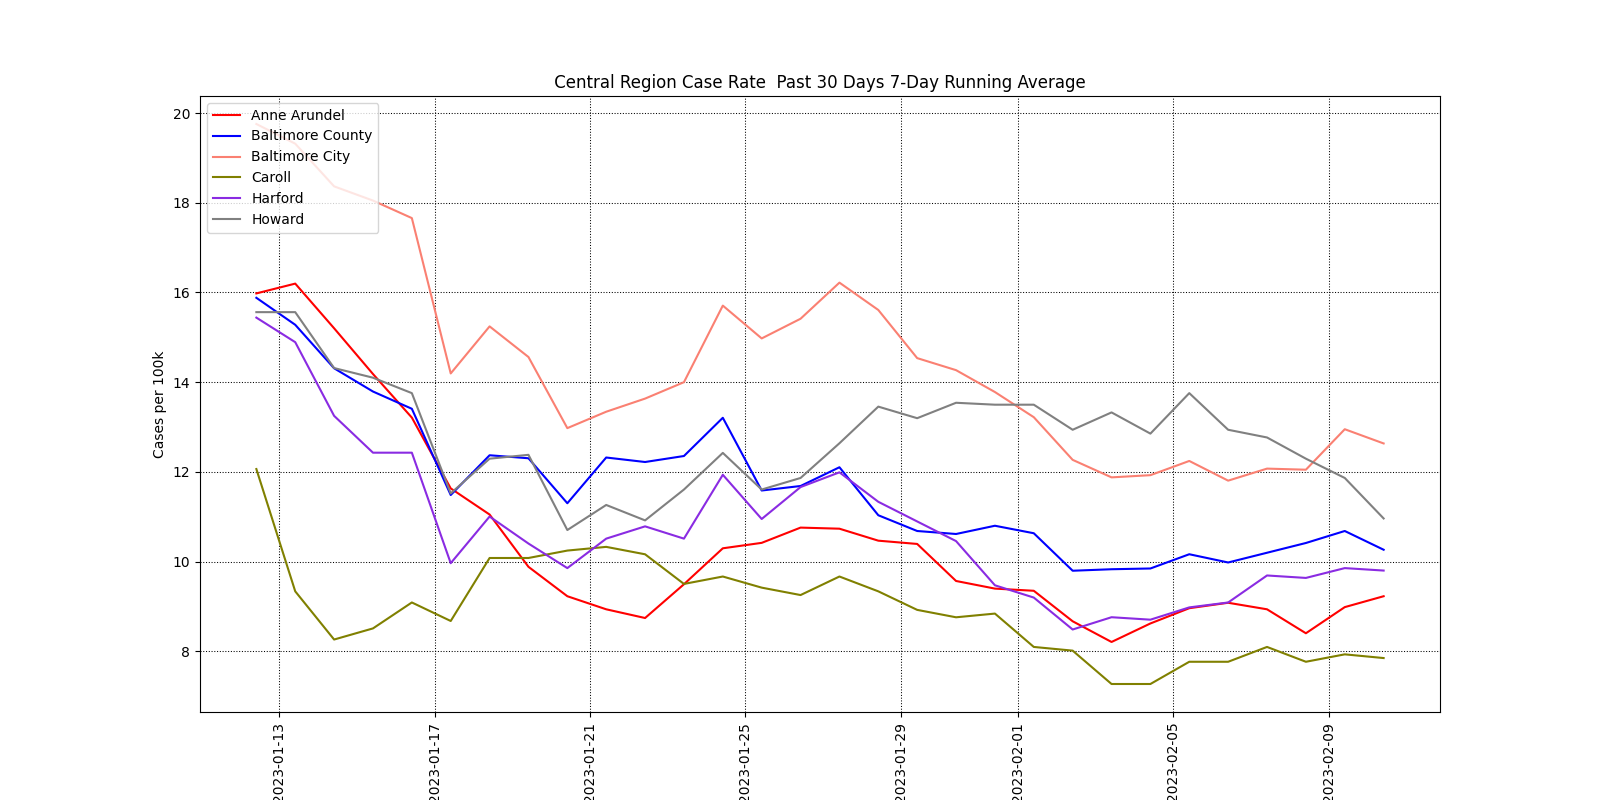 Central Region Case Rate  Past 30 Days 7-Day Running Average
20
18
16
14
12
10
8
Cases per 100k
Anne Arundel
Baltimore County
Baltimore City
Caroll
Harford
Howard
2023-01-13
2023-01-17
2023-01-21
2023-01-25
2023-01-29
2023-02-01
2023-02-05
2023-02-09